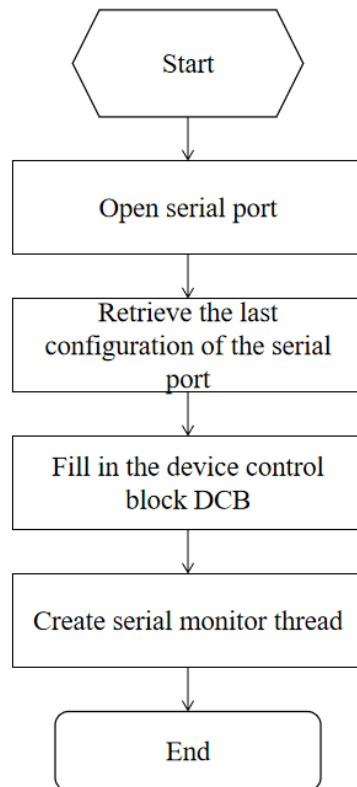 Start
Open serial port
Retrieve the last
configuration of the serial
port
Fill in the device control
block DCB
Create serial monitor thread
End